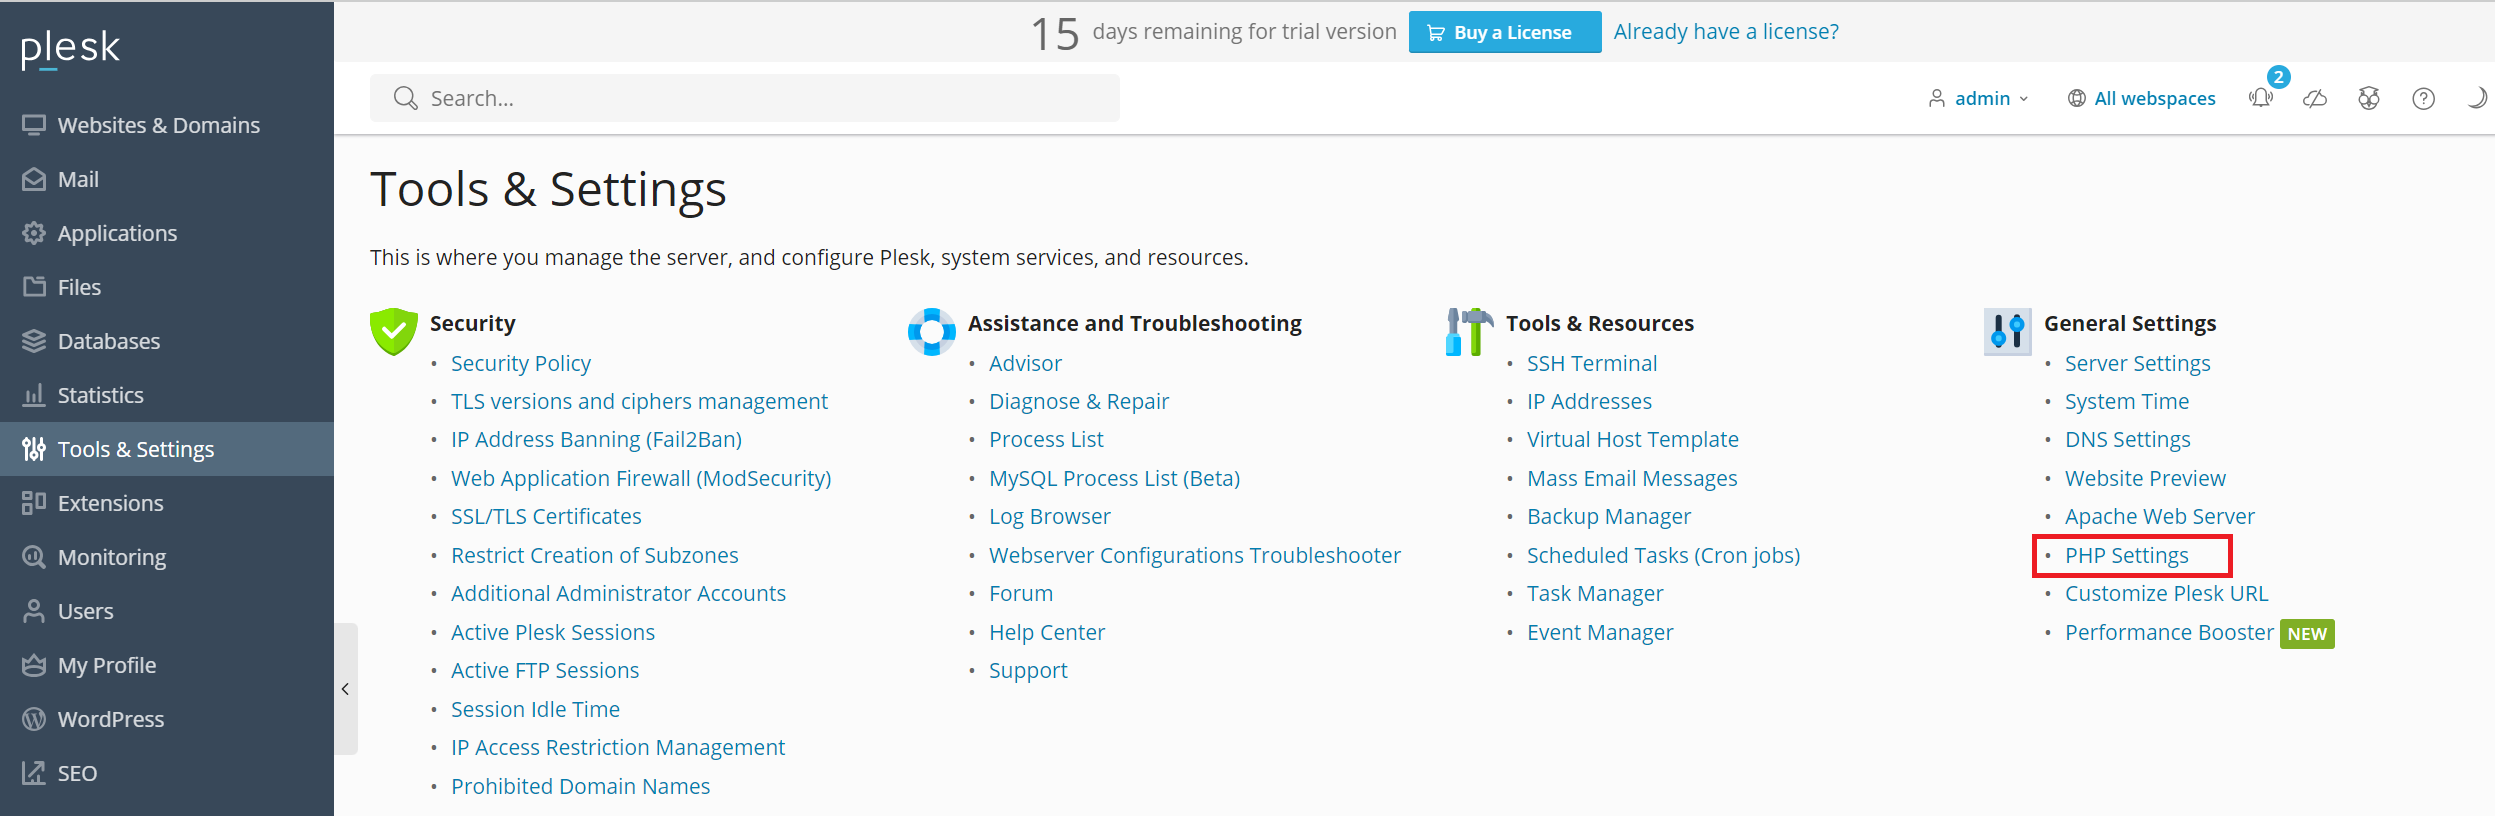 plesk
Websites & Domains
Mail
Applications
Files
Databases
Statistics
Tools & Settings
Extensions
Monitoring
Users
My Profile
WordPress
SEO
15 days remaining for trial version Buy a License Already have a license?
Search... admin All webspaces 2
Tools & Settings
This is where you manage the server, and configure Plesk, system services, and resources.
Security
• Security Policy
• TLS versions and ciphers management
• IP Address Banning (Fail2Ban)
• Web Application Firewall (ModSecurity)
• SSL/TLS Certificates
• Restrict Creation of Subzones
• Additional Administrator Accounts
• Active Plesk Sessions
• Active FTP Sessions
• Session Idle Time
• IP Access Restriction Management
• Prohibited Domain Names
Assistance and Troubleshooting
• Advisor
• Diagnose & Repair
• Process List
• MySQL Process List (Beta)
• Log Browser
• Webserver Configurations Troubleshooter
• Forum
• Help Center
• Support
Tools & Resources
• SSH Terminal
• IP Addresses
• Virtual Host Template
• Mass Email Messages
• Backup Manager
• Scheduled Tasks (Cron jobs)
• Task Manager
• Event Manager
General Settings
• Server Settings
• System Time
• DNS Settings
• Website Preview
• Apache Web Server
• PHP Settings
• Customize Plesk URL
• Performance Booster NEW